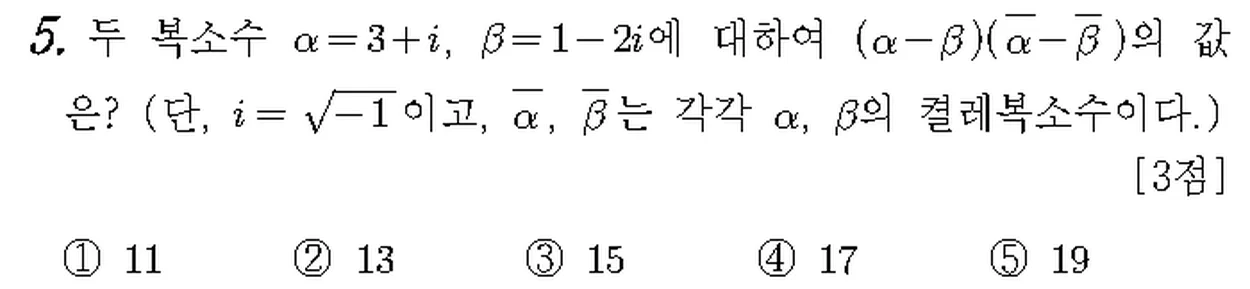 5. 두 복소수 α=3+i, β=1−2i에 대하여 (α−β)(α̅−β̅)의 값
은? (단, i=√−1 이고, α̅, β̅는 각각 α, β의 켤레복소수이다.)
[3점]
① 11 ② 13 ③ 15 ④ 17 ⑤ 19